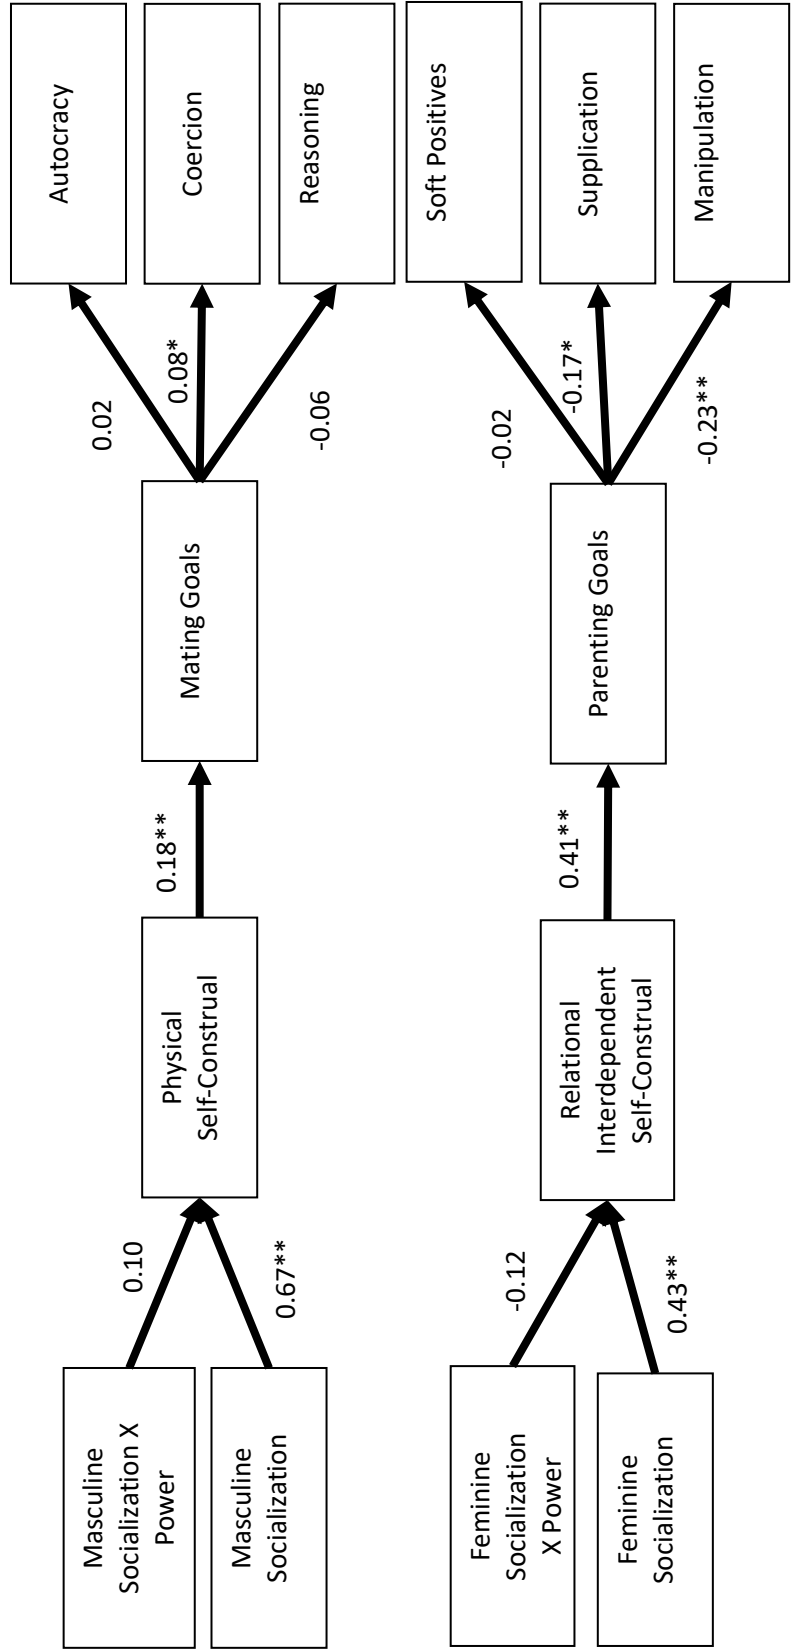 Masculine
Socialization X
Power
Masculine
Socialization
0.10
0.67**
Physical
Self-Construal
0.18**
Mating Goals
0.02
0.08*
-0.06
Autocracy
Coercion
Reasoning
Feminine
Socialization
X Power
Feminine
Socialization
-0.12
0.43**
Relational
Interdependent
Self-Construal
0.41**
Parenting Goals
-0.02
-0.17*
-0.23**
Soft Positives
Supplication
Manipulation